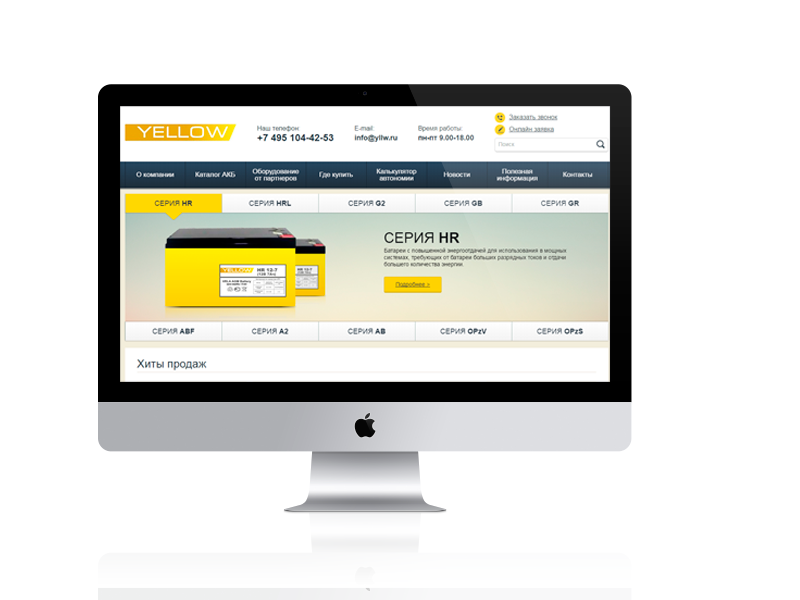 YELLOW
Наш телефон:
+7 495 104-42-53
E-mail:
info@yllw.ru
Время работы:
пн-пт 9.00-18.00
Заказать звонок
Онлайн заявка
Поиск
О компании
Каталог АКБ
Оборудование
от партнеров
Где купить
Калькулятор
автономии
Новости
Полезная
информация
Контакты
СЕРИЯ HR
СЕРИЯ HRL
СЕРИЯ G2
СЕРИЯ GB
СЕРИЯ GR
YELLOW
HR 12-7
СЕРИЯ HR
Батареи с повышенной энергоотдачей для использования в мощных
системах, требующих от батареи больших разрядных токов и отдачи
большего количества энергии.
Подробнее >
СЕРИЯ ABF
СЕРИЯ A2
СЕРИЯ AB
СЕРИЯ OPzV
СЕРИЯ OPzS
Хиты продаж